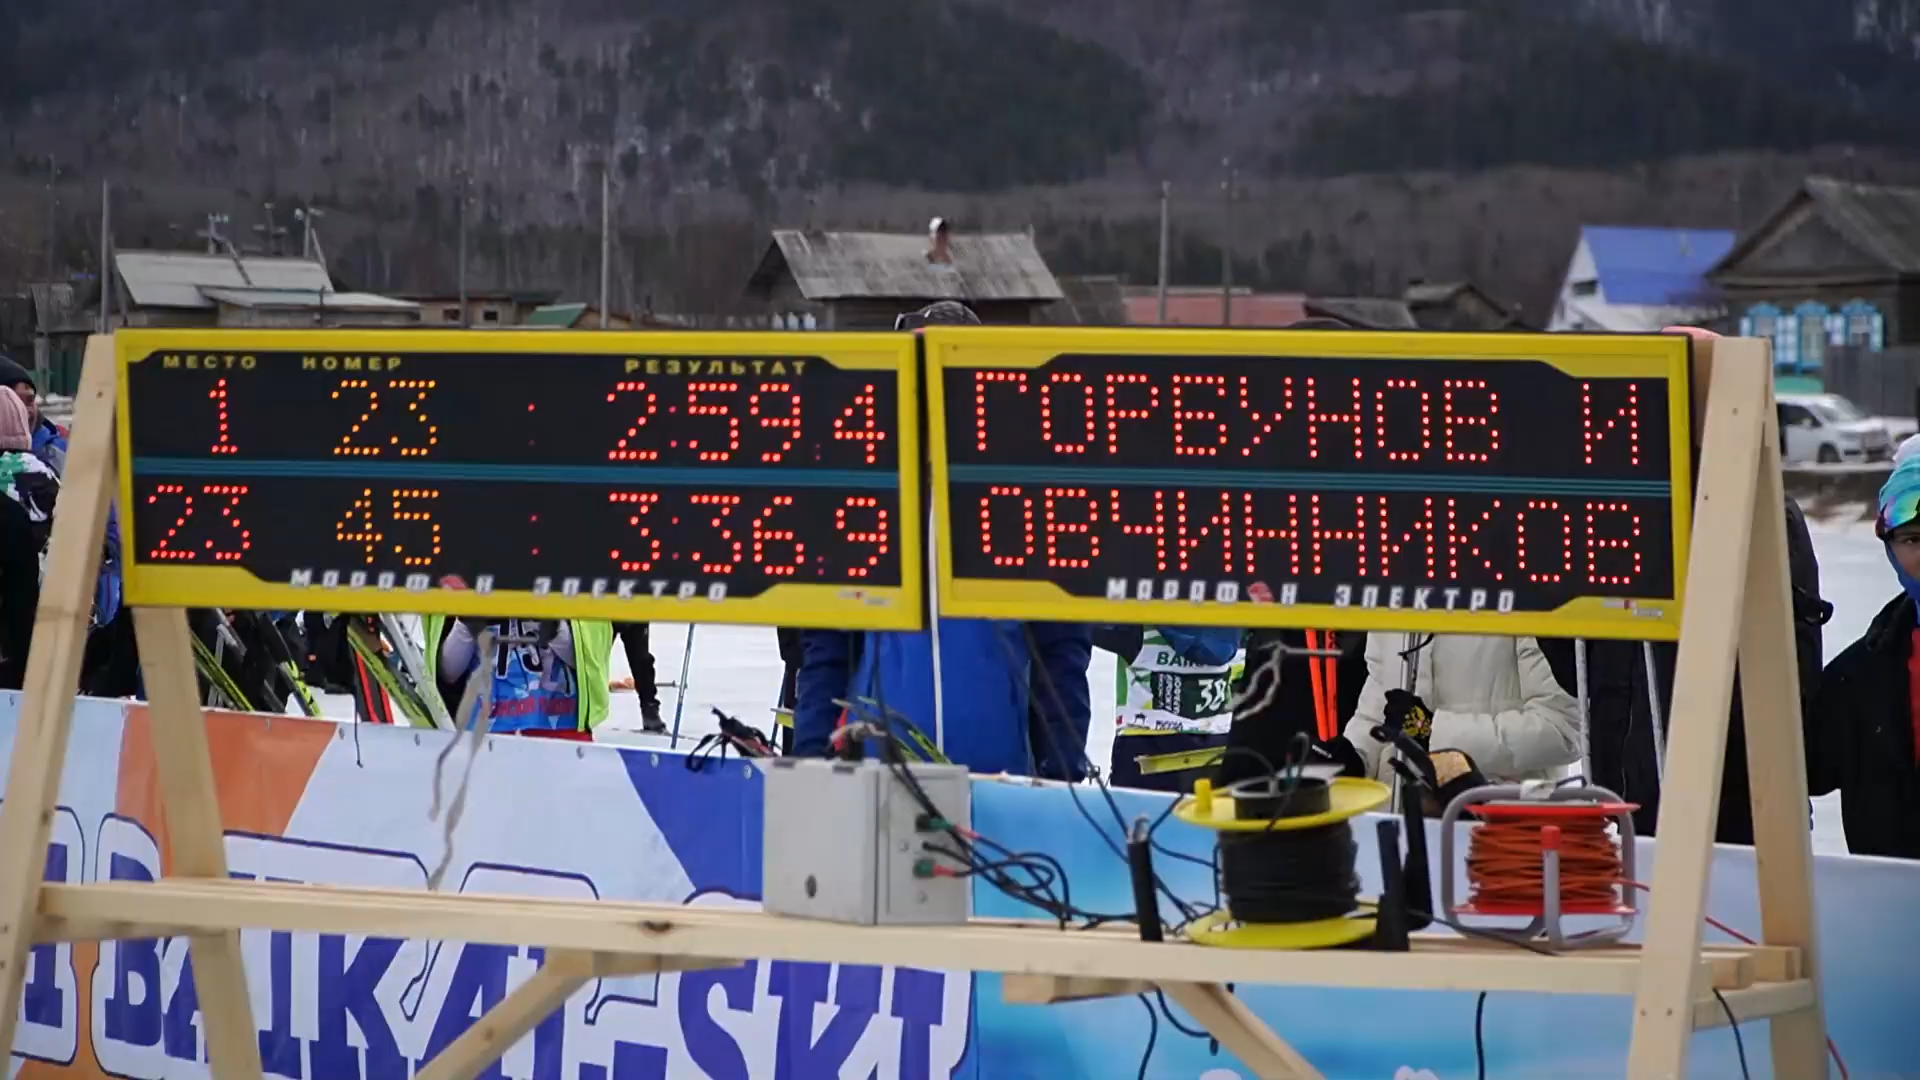 МЕСТО НОМЕР РЕЗУЛЬТАТ
1 23 : 2:59.4 ГОРБУНОВ И
23 45 : 3:36.9 ОВЧИННИКОВ
МАРАФОН ЭЛЕКТРО МАРАФОН ЭЛЕКТРО
38
BAIKAL-SKI